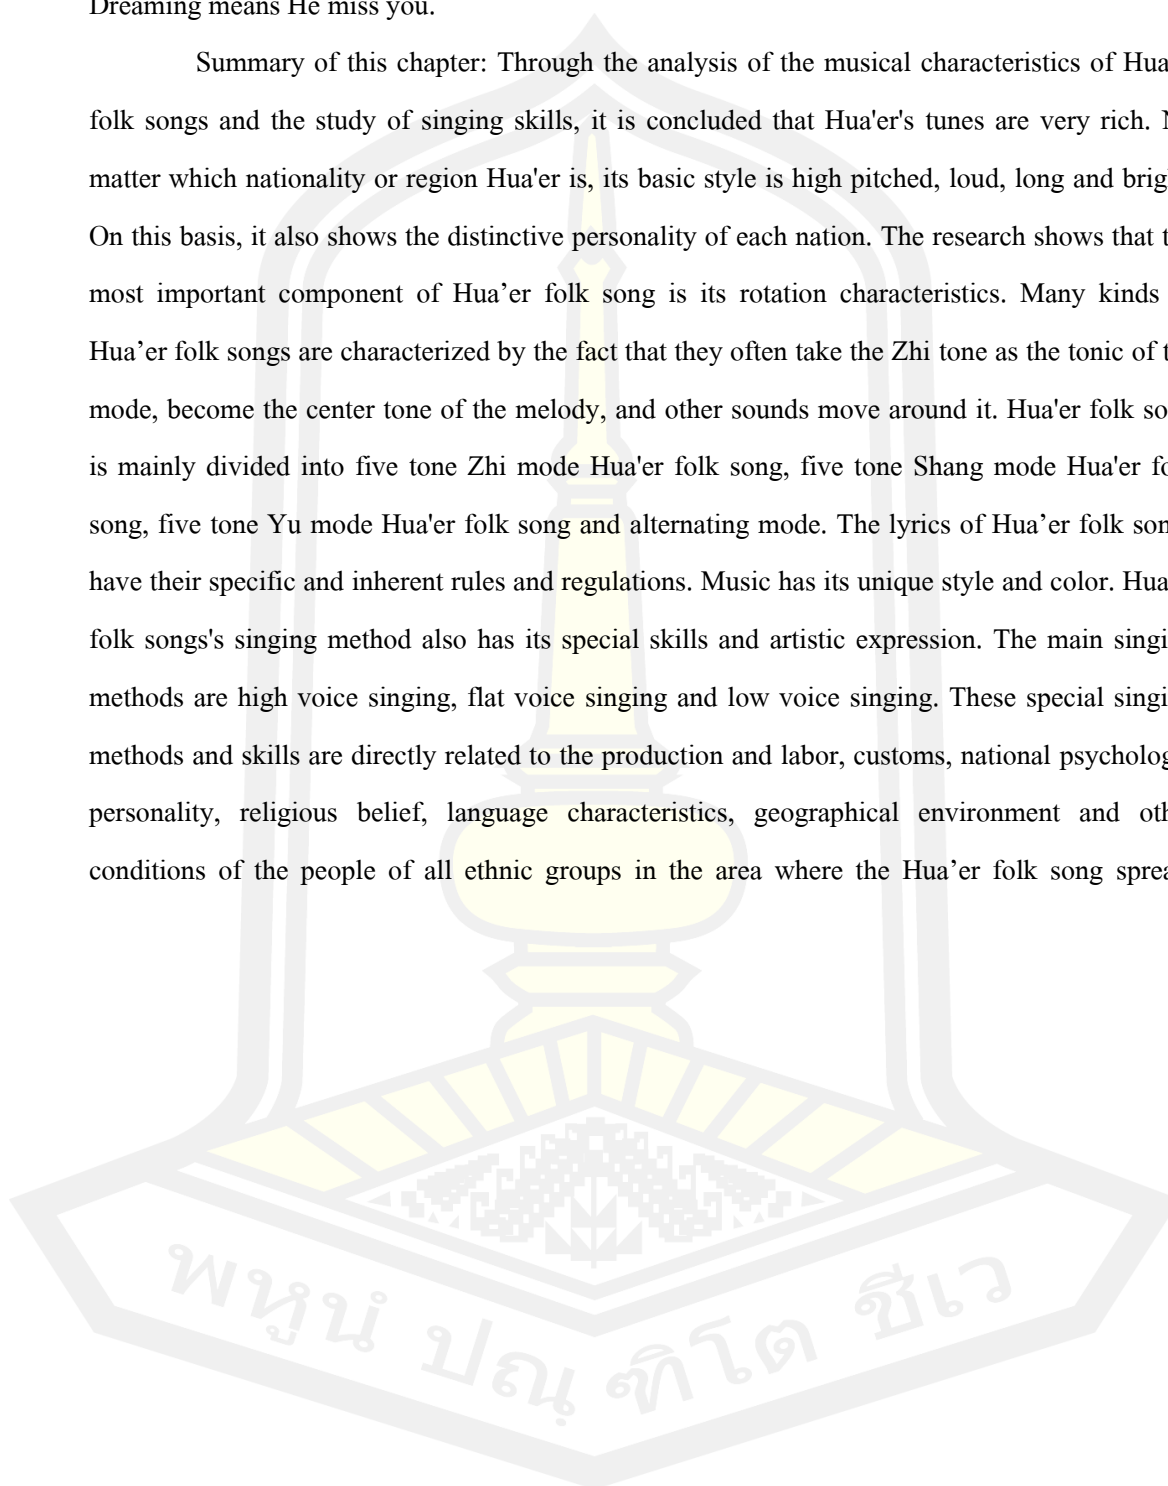 Dreaming means He miss you.
Summary of this chapter: Through the analysis of the musical characteristics of Hua
folk songs and the study of singing skills, it is concluded that Hua'er's tunes are very rich. N
matter which nationality or region Hua'er is, its basic style is high pitched, loud, long and brigh
On this basis, it also shows the distinctive personality of each nation. The research shows that t
most important component of Hua’er folk song is its rotation characteristics. Many kinds
Hua’er folk songs are characterized by the fact that they often take the Zhi tone as the tonic of t
mode, become the center tone of the melody, and other sounds move around it. Hua'er folk so
is mainly divided into five tone Zhi mode Hua'er folk song, five tone Shang mode Hua'er fo
song, five tone Yu mode Hua'er folk song and alternating mode. The lyrics of Hua’er folk son
have their specific and inherent rules and regulations. Music has its unique style and color. Hua
folk songs's singing method also has its special skills and artistic expression. The main singi
methods are high voice singing, flat voice singing and low voice singing. These special singi
methods and skills are directly related to the production and labor, customs, national psycholog
personality, religious belief, language characteristics, geographical environment and oth
conditions of the people of all ethnic groups in the area where the Hua’er folk song sprea
พหูนํ ปณฺฑิโต ชีเว